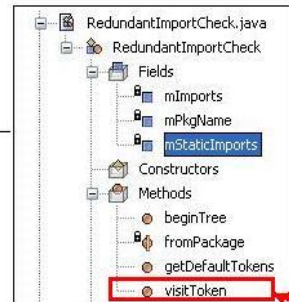 RedundantImportCheck.java
RedundantImportCheck
Fields
mImports
mPkgName
mStaticImports
Constructors
Methods
beginTree
fromPackage
getDefaultTokens
visitToken